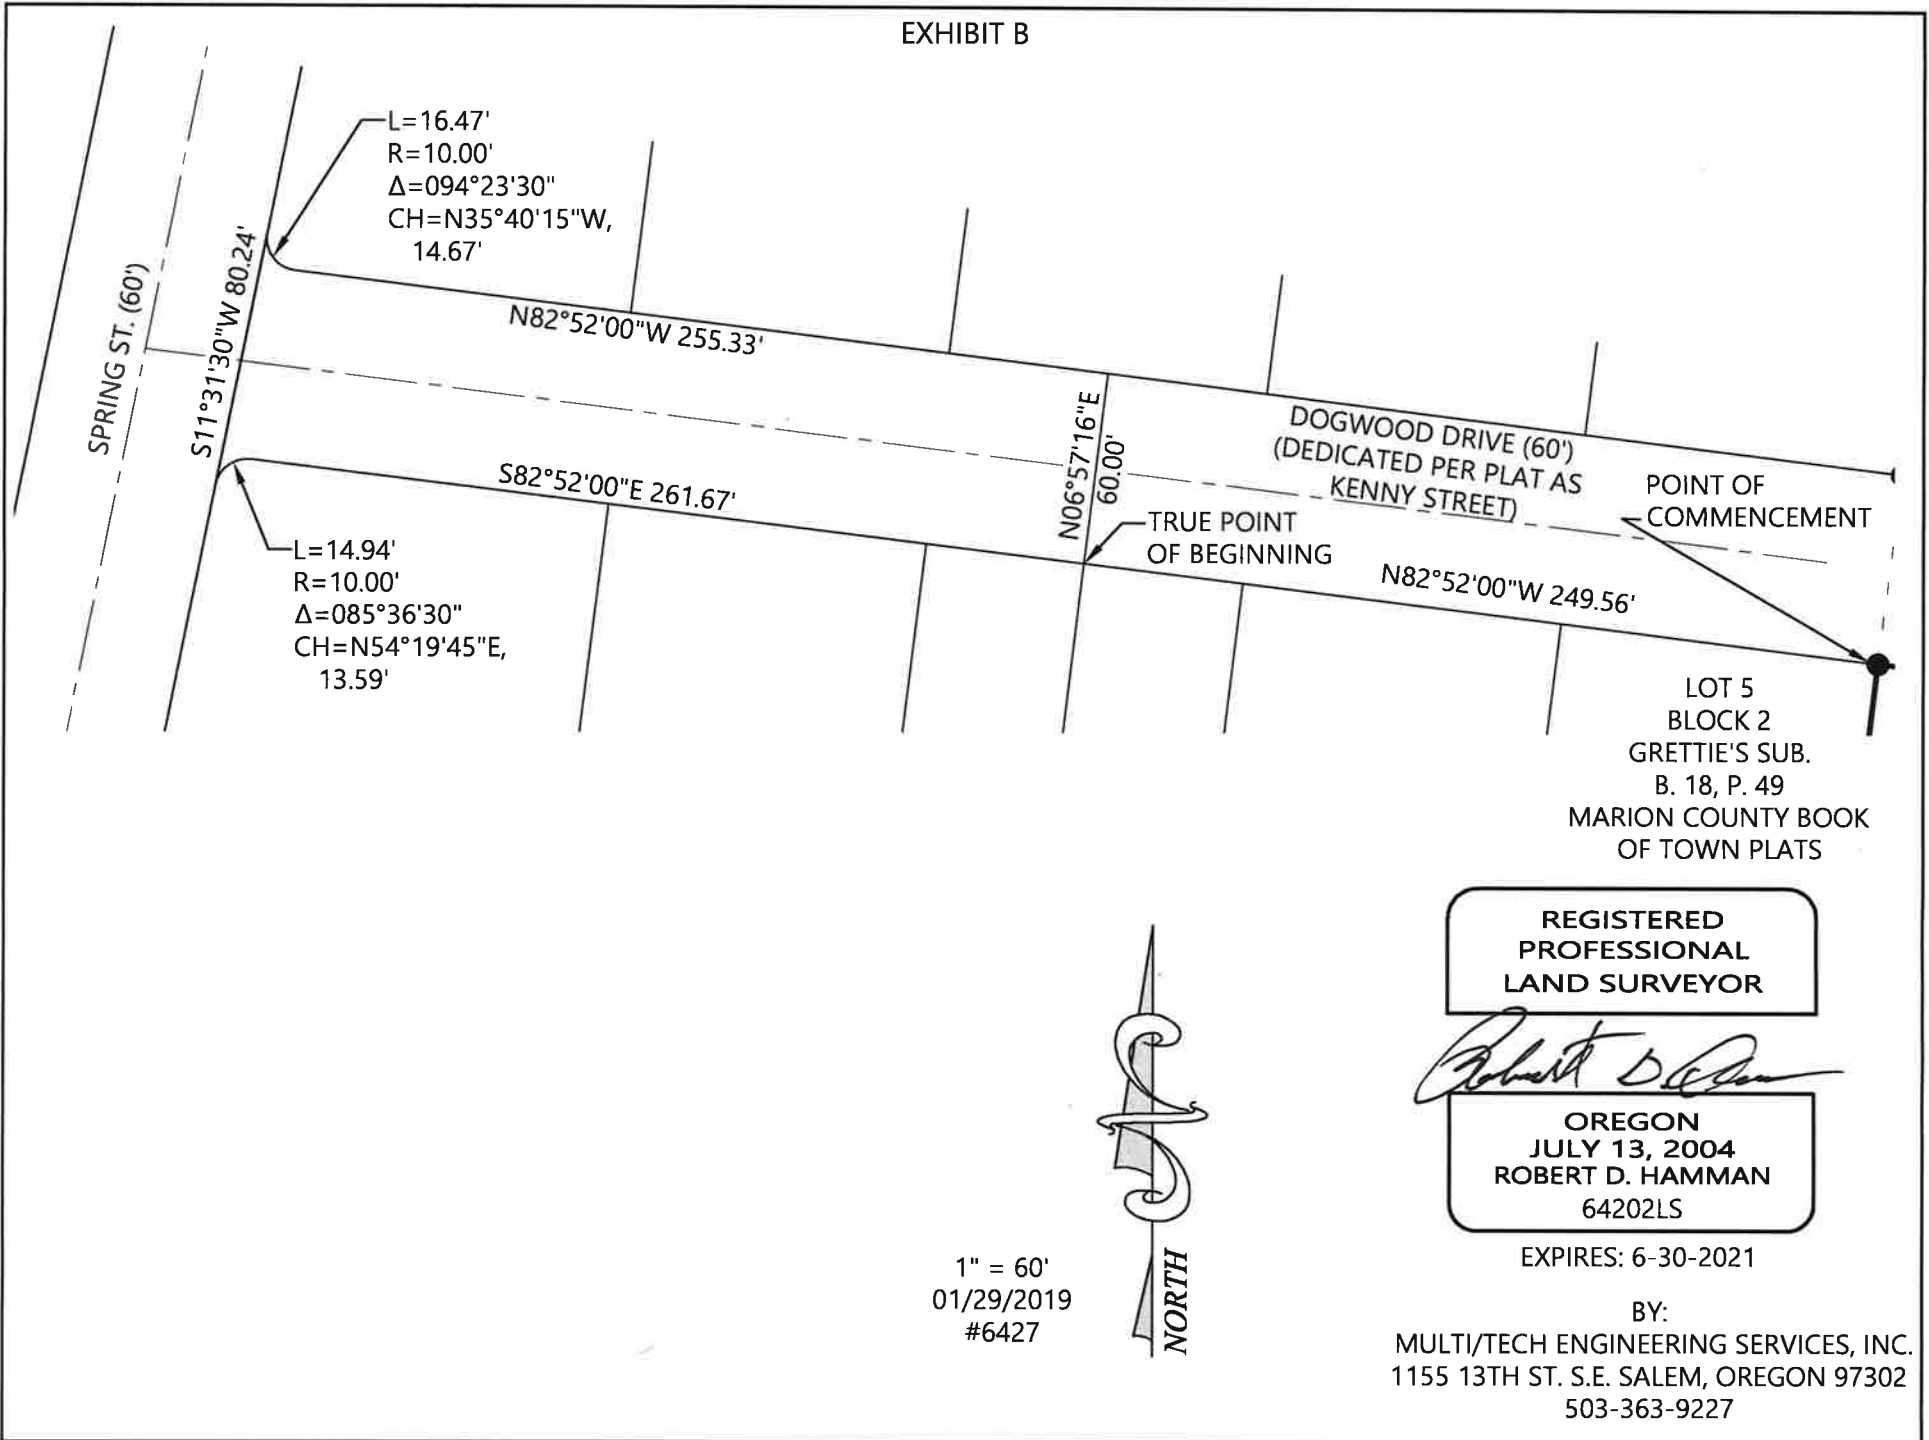 EXHIBIT B
L=16.47'
R=10.00'
Δ=094°23'30"
CH=N35°40'15"W,
14.67'
SPRING ST. (60')
S11°31'30"W 80.24'
N82°52'00"W 255.33'
S82°52'00"E 261.67'
N06°57'16"E
60.00'
DOGWOOD DRIVE (60')
(DEDICATED PER PLAT AS
KENNY STREET)
POINT OF
COMMENCEMENT
TRUE POINT
OF BEGINNING
N82°52'00"W 249.56'
L=14.94'
R=10.00'
Δ=085°36'30"
CH=N54°19'45"E,
13.59'
LOT 5
BLOCK 2
GRETTIE'S SUB.
B. 18, P. 49
MARION COUNTY BOOK
OF TOWN PLATS
REGISTERED
PROFESSIONAL
LAND SURVEYOR
OREGON
JULY 13, 2004
ROBERT D. HAMMAN
64202LS
EXPIRES: 6-30-2021
1" = 60'
01/29/2019
#6427
NORTH
BY:
MULTI/TECH ENGINEERING SERVICES, INC.
1155 13TH ST. S.E. SALEM, OREGON 97302
503-363-9227